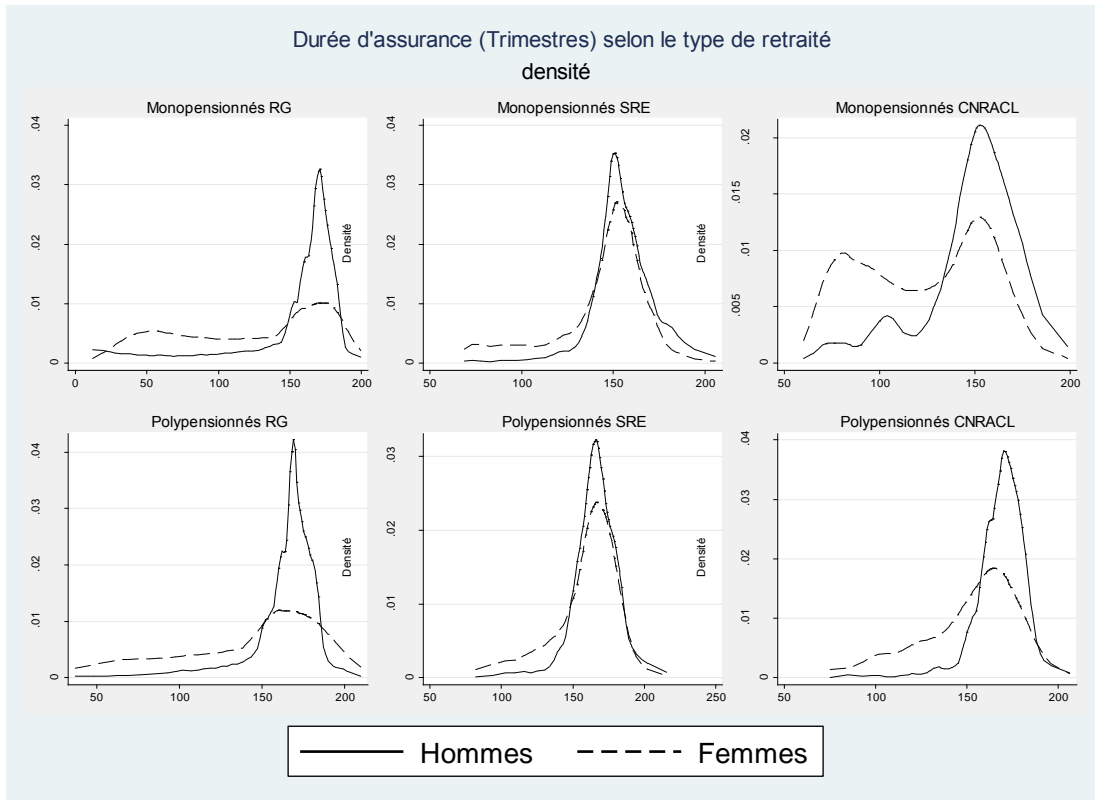 Durée d'assurance (Trimestres) selon le type de retraité
densité
Monopensionnés RG
.04
.03
.02
.01
0
0 50 100 150 200
Monopensionnés SRE
Densité
.04
.03
.02
.01
0
50 100 150 200
Monopensionnés CNRACL
Densité
.02
.015
.01
.005
0
50 100 150 200
Polypensionnés RG
.04
.03
.02
.01
0
50 100 150 200
Polypensionnés SRE
Densité
.03
.02
.01
0
50 100 150 200 250
Polypensionnés CNRACL
Densité
.04
.03
.02
.01
0
50 100 150 200
Hommes Femmes